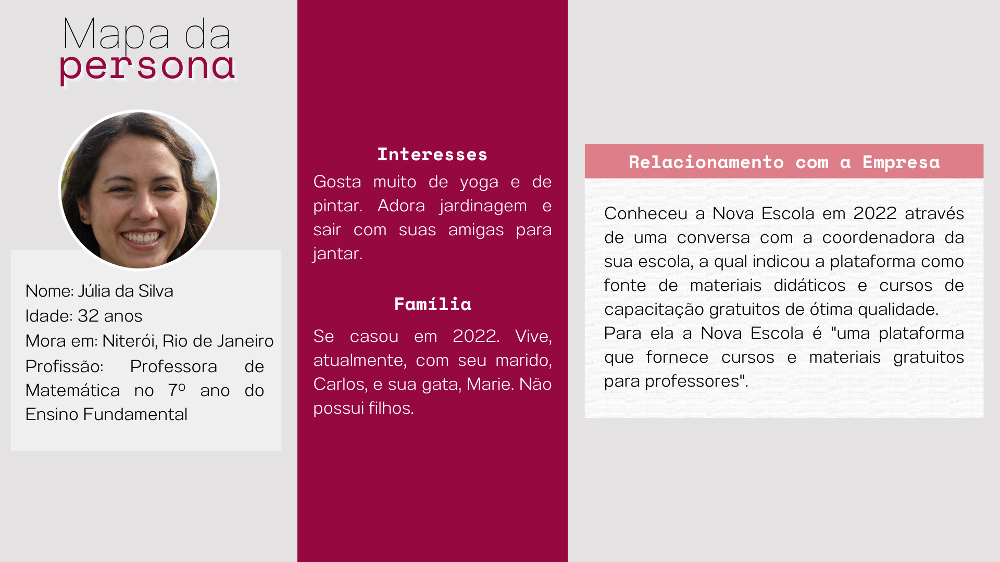 Mapa da
persona
Nome: Júlia da Silva
Idade: 32 anos
Mora em: Niterói, Rio de Janeiro
Profissão: Professora de
Matemática no 7º ano do
Ensino Fundamental
Interesses
Gosta muito de yoga e de
pintar. Adora jardinagem e
sair com suas amigas para
jantar.
Família
Se casou em 2022. Vive,
atualmente, com seu marido,
Carlos, e sua gata, Marie. Não
possui filhos.
Relacionamento com a Empresa
Conheceu a Nova Escola em 2022 através
de uma conversa com a coordenadora da
sua escola, a qual indicou a plataforma como
fonte de materiais didáticos e cursos de
capacitação gratuitos de ótima qualidade.
Para ela a Nova Escola é "uma plataforma
que fornece cursos e materiais gratuitos
para professores".